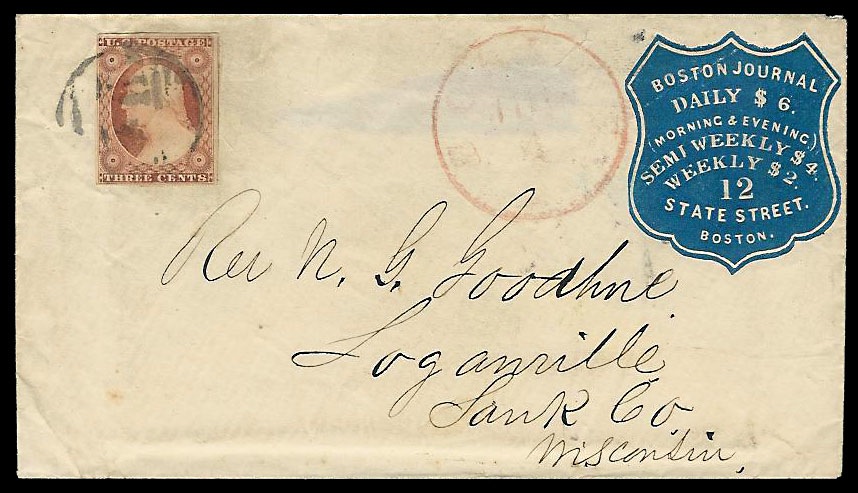 U.S. POSTAGE
THREE CENTS
BOSTON JOURNAL
DAILY $ 6.
(MORNING & EVENING)
SEMI WEEKLY $4.
WEEKLY $2.
12
STATE STREET.
BOSTON.
Rev N. G. Goodhue
Loganville
Sauk Co
Wisconsin,